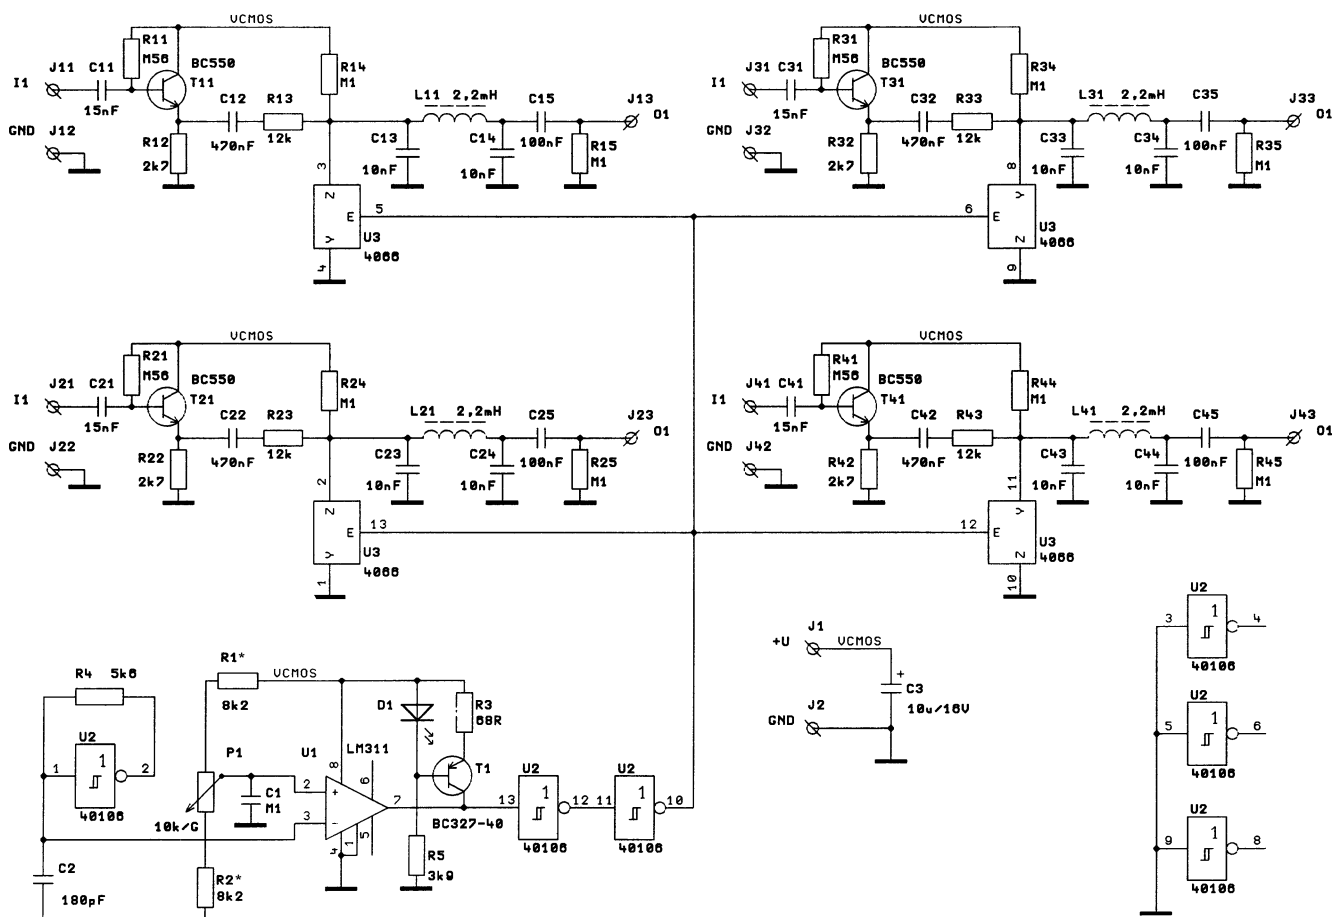 VCMOS
R11
M56
J11
C11
I1
15nF
BC550
T11
R14
M1
C12
R13
L11 2,2mH
C15
J13
O1
GND
J12
R12
2k7
470nF
12k
C13
10nF
C14
10nF
100nF
R15
M1
3
Z
E
5
Y
4
U3
4066
VCMOS
R31
M56
J31
C31
I1
15nF
BC550
T31
R34
M1
C32
R33
L31 2,2mH
C35
J33
O1
GND
J32
R32
2k7
470nF
12k
C33
10nF
C34
10nF
100nF
R35
M1
8
Y
6
E
Z
9
U3
4066
VCMOS
R21
M56
J21
C21
I1
15nF
BC550
T21
R24
M1
C22
R23
L21 2,2mH
C25
J23
O1
GND
J22
R22
2k7
470nF
12k
C23
10nF
C24
10nF
100nF
R25
M1
2
Z
E
13
Y
1
U3
4066
VCMOS
R41
M56
J41
C41
I1
15nF
BC550
T41
R44
M1
C42
R43
L41 2,2mH
C45
J43
O1
GND
J42
R42
2k7
470nF
12k
C43
10nF
C44
10nF
100nF
R45
M1
11
Y
12
E
Z
10
U3
4066
R4 5k6
U2
1
1
2
40106
C2
180pF
R1*
8k2
VCMOS
P1
10k/G
C1
M1
R2*
8k2
U1
LM311
8
6
2
+
3
-
7
4
1
5
D1
R3
68R
T1
BC327-40
R5
3k9
U2
13
1
12
40106
U2
11
1
10
40106
+U
J1
VCMOS
+
C3
10u/16V
J2
GND
U2
3
1
4
40106
U2
5
1
6
40106
U2
9
1
8
40106